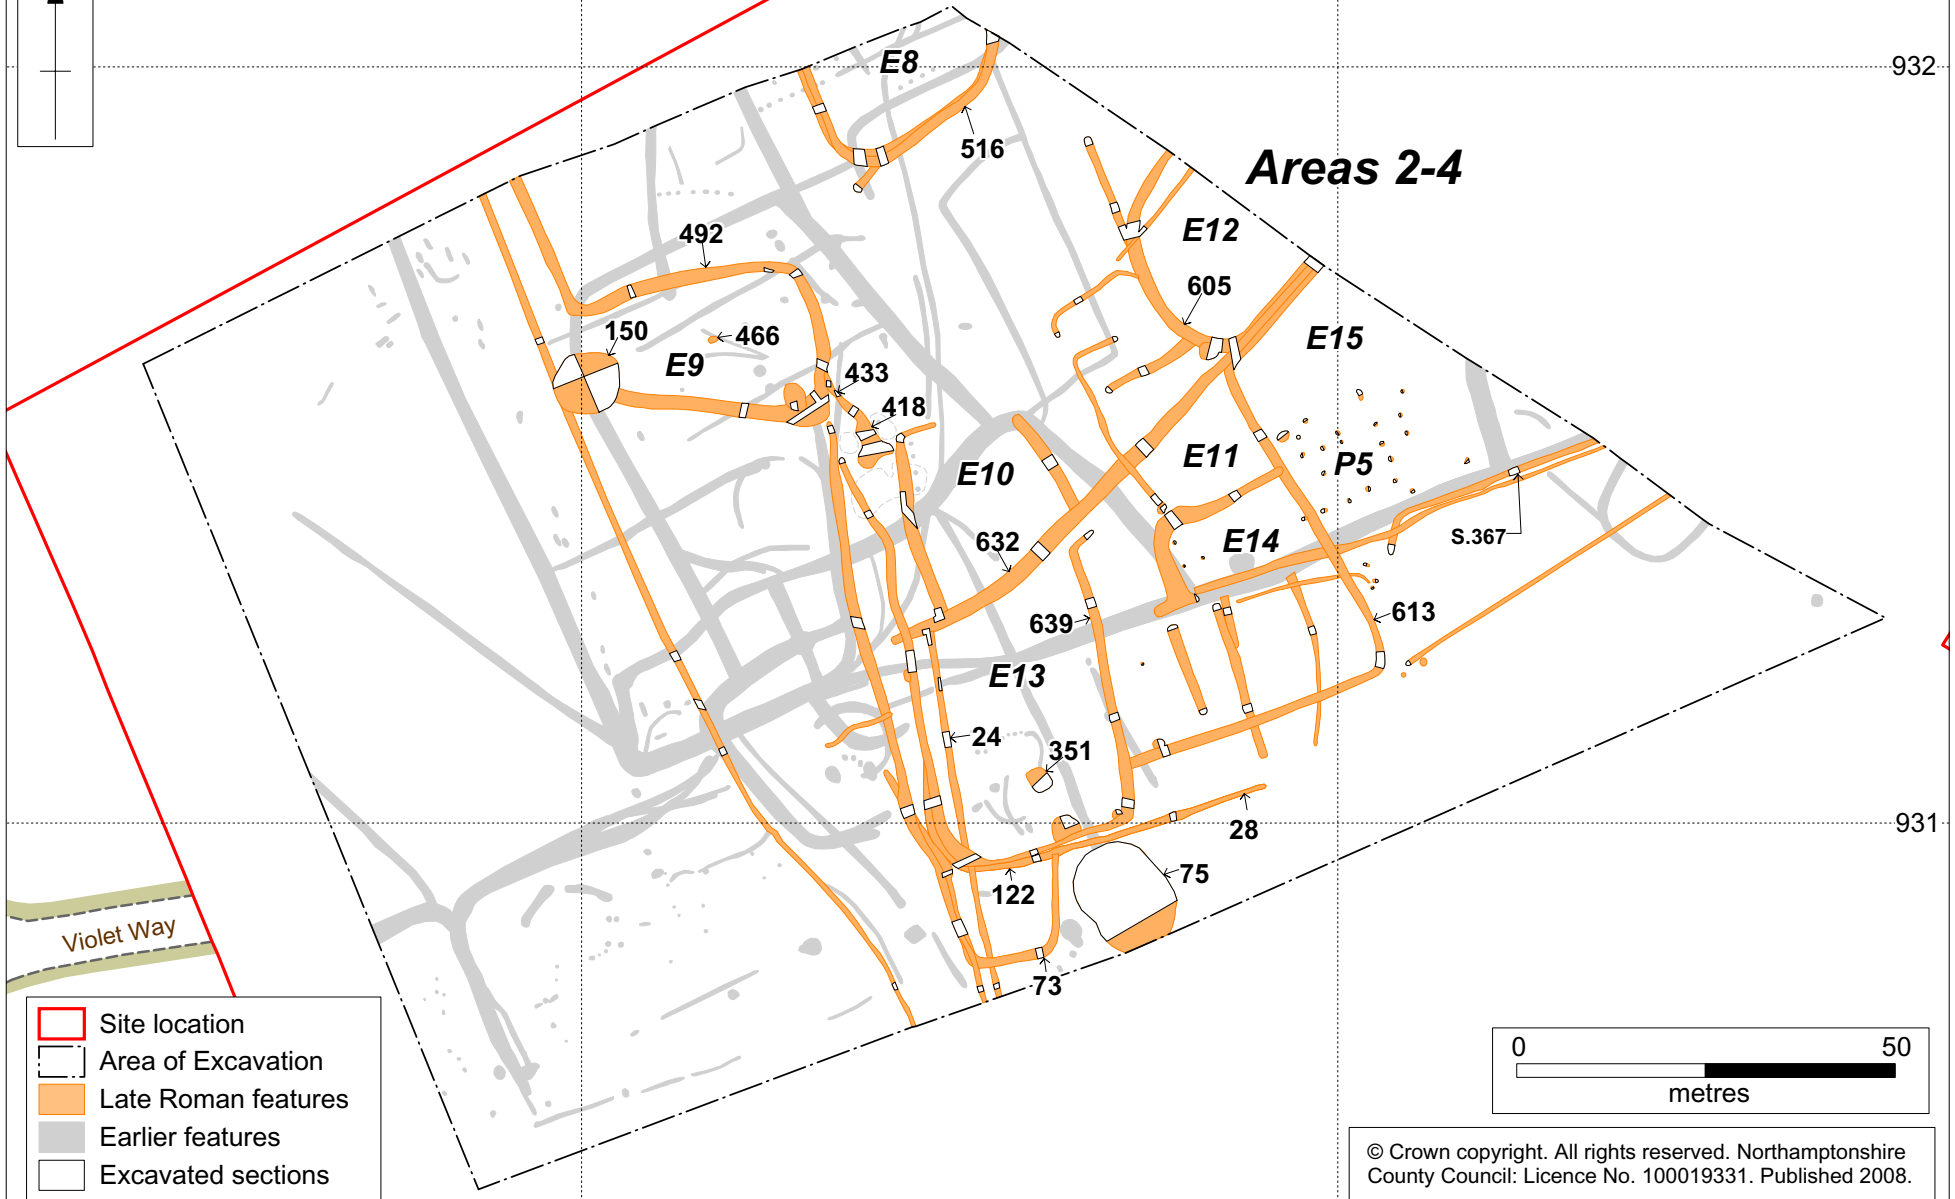 E8
932
516
Areas 2-4
492
E12
605
150
466
E9
E15
433
418
E10
E11
P5
632
E14
S.367
639
613
E13
24
351
28
931
75
122
73
Violet Way
Site location
Area of Excavation
Late Roman features
Earlier features
Excavated sections
0 50
metres
© Crown copyright. All rights reserved. Northamptonshire
County Council: Licence No. 100019331. Published 2008.